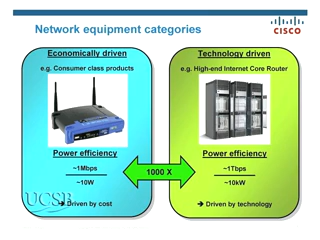 Network equipment categories
CISCO
Economically driven
e.g. Consumer class products
Power efficiency
~1Mbps
~10W
➔ Driven by cost
1000 X
Technology driven
e.g. High-end Internet Core Router
Power efficiency
~1Tbps
~10kW
➔ Driven by technology
UCSB